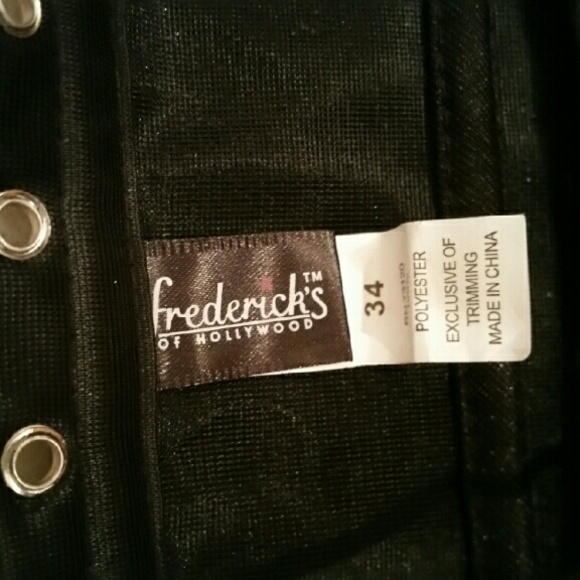 frederick's™
OF HOLLYWOOD
34
POLYESTER
EXCLUSIVE OF
TRIMMING
MADE IN CHINA